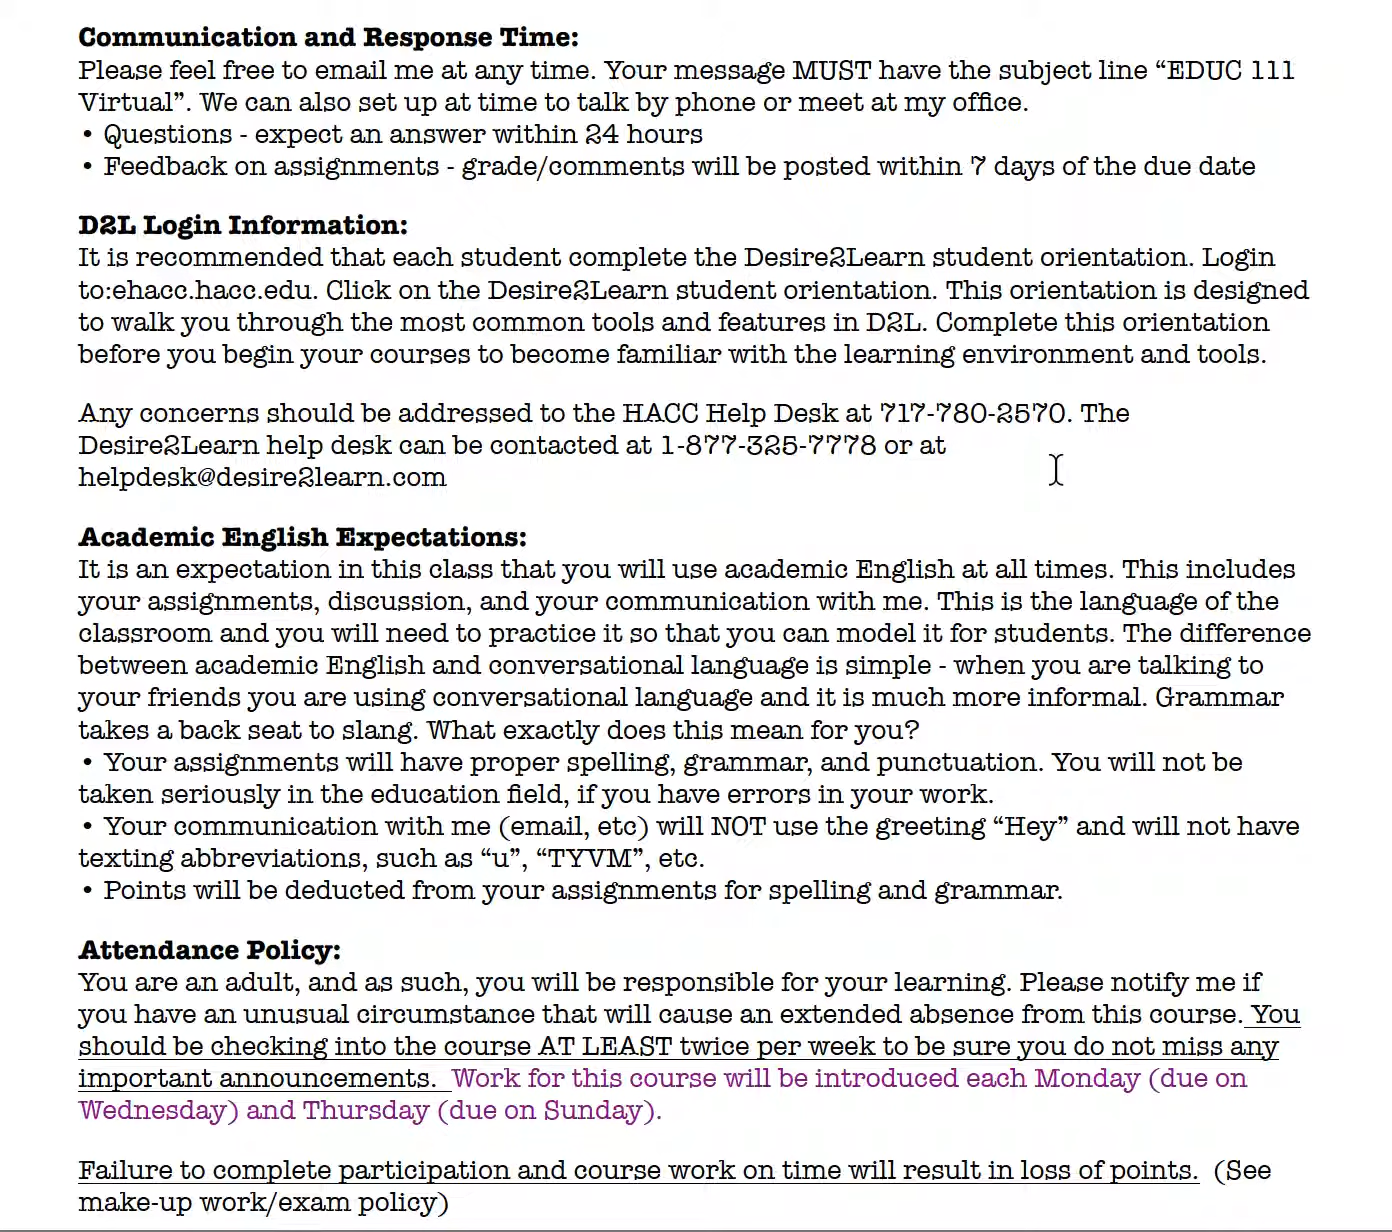 Communication and Response Time:
Please feel free to email me at any time. Your message MUST have the subject line “EDUC 111
Virtual”. We can also set up at time to talk by phone or meet at my office.
• Questions - expect an answer within 24 hours
• Feedback on assignments - grade/comments will be posted within 7 days of the due date
D2L Login Information:
It is recommended that each student complete the Desire2Learn student orientation. Login
to:ehacc.hacc.edu. Click on the Desire2Learn student orientation. This orientation is designed
to walk you through the most common tools and features in D2L. Complete this orientation
before you begin your courses to become familiar with the learning environment and tools.
Any concerns should be addressed to the HACC Help Desk at 717-780-2570. The
Desire2Learn help desk can be contacted at 1-877-325-7778 or at
helpdesk@desire2learn.com
Academic English Expectations:
It is an expectation in this class that you will use academic English at all times. This includes
your assignments, discussion, and your communication with me. This is the language of the
classroom and you will need to practice it so that you can model it for students. The difference
between academic English and conversational language is simple - when you are talking to
your friends you are using conversational language and it is much more informal. Grammar
takes a back seat to slang. What exactly does this mean for you?
• Your assignments will have proper spelling, grammar, and punctuation. You will not be
taken seriously in the education field, if you have errors in your work.
• Your communication with me (email, etc) will NOT use the greeting “Hey” and will not have
texting abbreviations, such as “u”, “TYVM”, etc.
• Points will be deducted from your assignments for spelling and grammar.
Attendance Policy:
You are an adult, and as such, you will be responsible for your learning. Please notify me if
you have an unusual circumstance that will cause an extended absence from this course. You
should be checking into the course AT LEAST twice per week to be sure you do not miss any
important announcements. Work for this course will be introduced each Monday (due on
Wednesday) and Thursday (due on Sunday).
Failure to complete participation and course work on time will result in loss of points. (See
make-up work/exam policy)